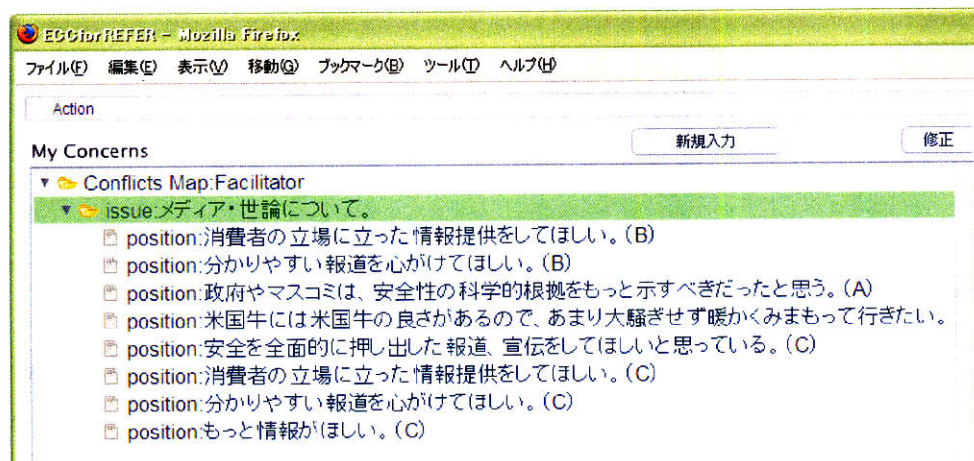 ECGforREFER - Mozilla Firefox
ファイル(F) 編集(E) 表示(V) 移動(G) ブックマーク(B) ツール(T) ヘルプ(H)
Action
My Concerns 新規入力 修正
Conflicts Map:Facilitator
issue:メディア・世論について。
position:消費者の立場に立った情報提供をしてほしい。(B)
position:分かりやすい報道を心がけてほしい。(B)
position:政府やマスコミは、安全性の科学的根拠をもっと示すべきだったと思う。(A)
position:米国牛には米国牛の良さがあるので、あまり大騒ぎせず暖かくみまもって行きたい。
position:安全を全面的に押し出した報道、宣伝をしてほしいと思っている。(C)
position:消費者の立場に立った情報提供をしてほしい。(C)
position:分かりやすい報道を心がけてほしい。(C)
position:もっと情報がほしい。(C)